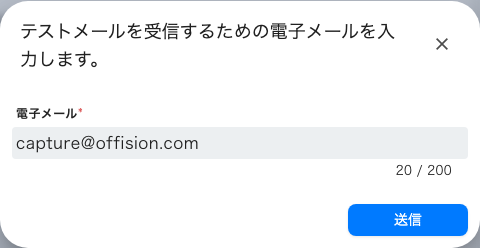 テストメールを受信するための電子メールを入
力します。
電子メール*
capture@offision.com
20 / 200
送信